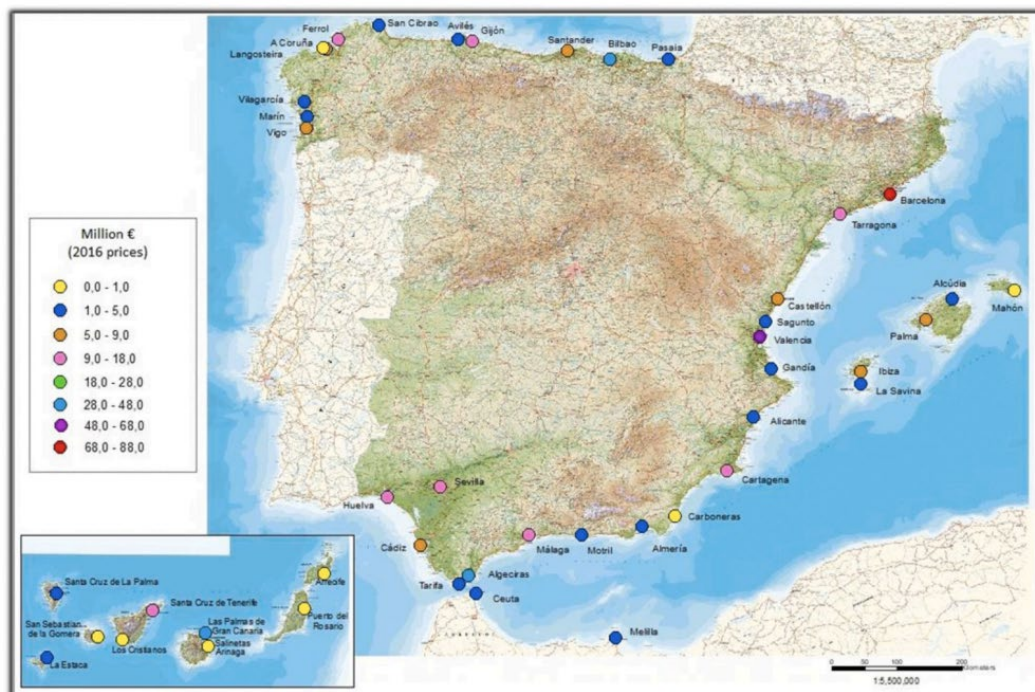 San Cibrao
Avilés
Gijón
Ferrol
A Coruña
Langosteira
Santander
Bilbao
Pasaia
Vilagarcía
Marín
Vigo
Barcelona
Tarragona
Million €
(2016 prices)
0,0 - 1,0
1,0 - 5,0
5,0 - 9,0
9,0 - 18,0
18,0 - 28,0
28,0 - 48,0
48,0 - 68,0
68,0 - 88,0
Castellón
Sagunto
Valencia
Gandía
Alcúdia
Mahón
Palma
Ibiza
La Savina
Alicante
Cartagena
Sevilla
Huelva
Carboneras
Cádiz
Málaga
Motril
Almería
Algeciras
Tarifa
Ceuta
Melilla
Santa Cruz de La Palma
Santa Cruz de Tenerife
Arrecife
San Sebastian...
de la Gomera
Las Palmas de
Gran Canaria
Puerto del
Rosario
Los Cristianos
Salinetas
Arinaga
La Estaca
0 50 100 200
1:5,500,000